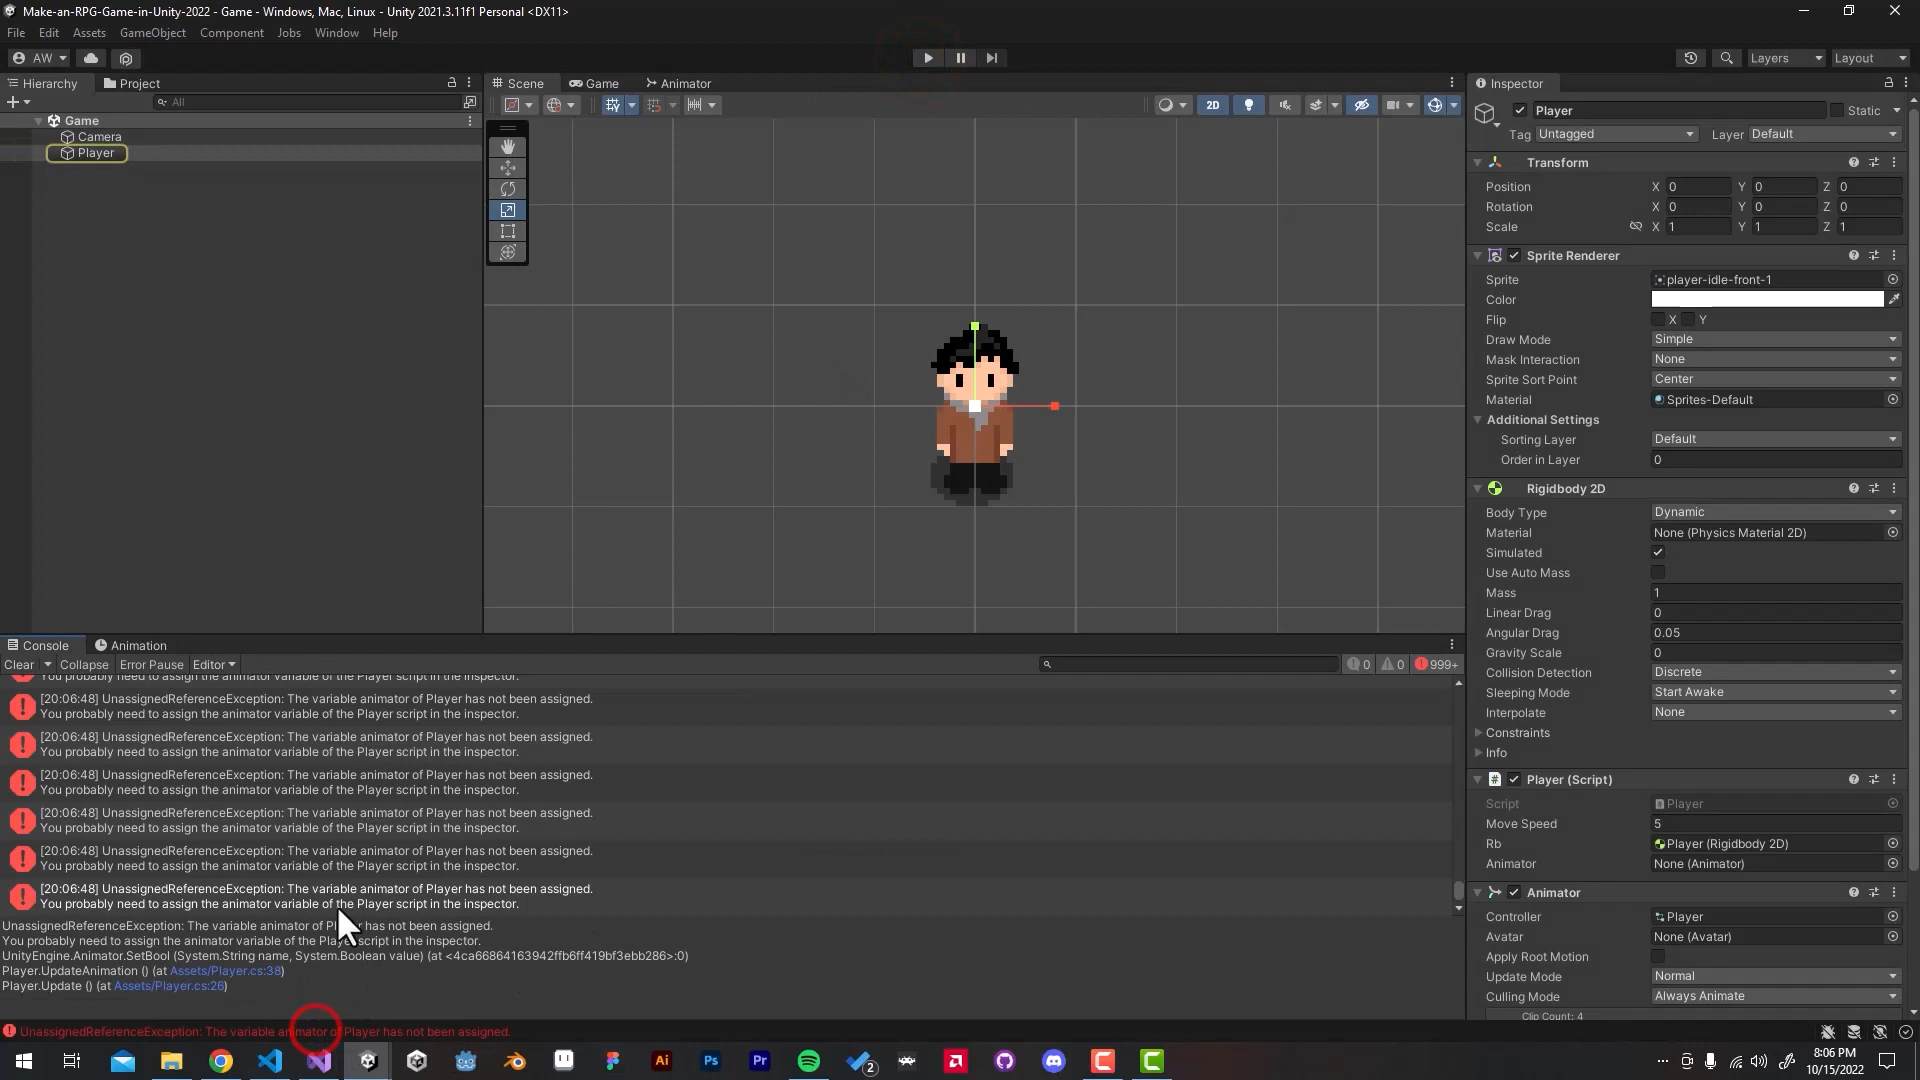 Make-an-RPG-Game-in-Unity-2022 - Game - Windows, Mac, Linux - Unity 2021.3.11f1 Personal <DX11>
File Edit Assets GameObject Component Jobs Window Help
AW Layers Layout
Hierarchy Project
All
Game
Camera
Player
Scene Game Animator
2D
Inspector
Player Static
Tag Untagged Layer Default
Transform
Position X 0 Y 0 Z 0
Rotation X 0 Y 0 Z 0
Scale X 1 Y 1 Z 1
Sprite Renderer
Sprite player-idle-front-1
Color
Flip X Y
Draw Mode Simple
Mask Interaction None
Sprite Sort Point Center
Material Sprites-Default
Additional Settings
Sorting Layer Default
Order in Layer 0
Rigidbody 2D
Body Type Dynamic
Material None (Physics Material 2D)
Simulated
Use Auto Mass
Mass 1
Linear Drag 0
Angular Drag 0.05
Gravity Scale 0
Collision Detection Discrete
Sleeping Mode Start Awake
Interpolate None
Constraints
Info
Player (Script)
Script Player
Move Speed 5
Rb Player (Rigidbody 2D)
Animator None (Animator)
Animator
Controller Player
Avatar None (Avatar)
Apply Root Motion
Update Mode Normal
Culling Mode Always Animate
Clip Count: 4
Console Animation
Clear Collapse Error Pause Editor 0 0 999+
You probably need to assign the animator variable of the Player script in the inspector.
[20:06:48] UnassignedReferenceException: The variable animator of Player has not been assigned.
You probably need to assign the animator variable of the Player script in the inspector.
[20:06:48] UnassignedReferenceException: The variable animator of Player has not been assigned.
You probably need to assign the animator variable of the Player script in the inspector.
[20:06:48] UnassignedReferenceException: The variable animator of Player has not been assigned.
You probably need to assign the animator variable of the Player script in the inspector.
[20:06:48] UnassignedReferenceException: The variable animator of Player has not been assigned.
You probably need to assign the animator variable of the Player script in the inspector.
[20:06:48] UnassignedReferenceException: The variable animator of Player has not been assigned.
You probably need to assign the animator variable of the Player script in the inspector.
[20:06:48] UnassignedReferenceException: The variable animator of Player has not been assigned.
You probably need to assign the animator variable of the Player script in the inspector.
UnassignedReferenceException: The variable animator of Player has not been assigned.
You probably need to assign the animator variable of the Player script in the inspector.
UnityEngine.Animator.SetBool (System.String name, System.Boolean value) (at <4ca66864163942ffb6ff419bf3ebb286>:0)
Player.UpdateAnimation () (at Assets/Player.cs:38)
Player.Update () (at Assets/Player.cs:26)
UnassignedReferenceException: The variable animator of Player has not been assigned.
Ai Ps Pr 2
8:06 PM
10/15/2022